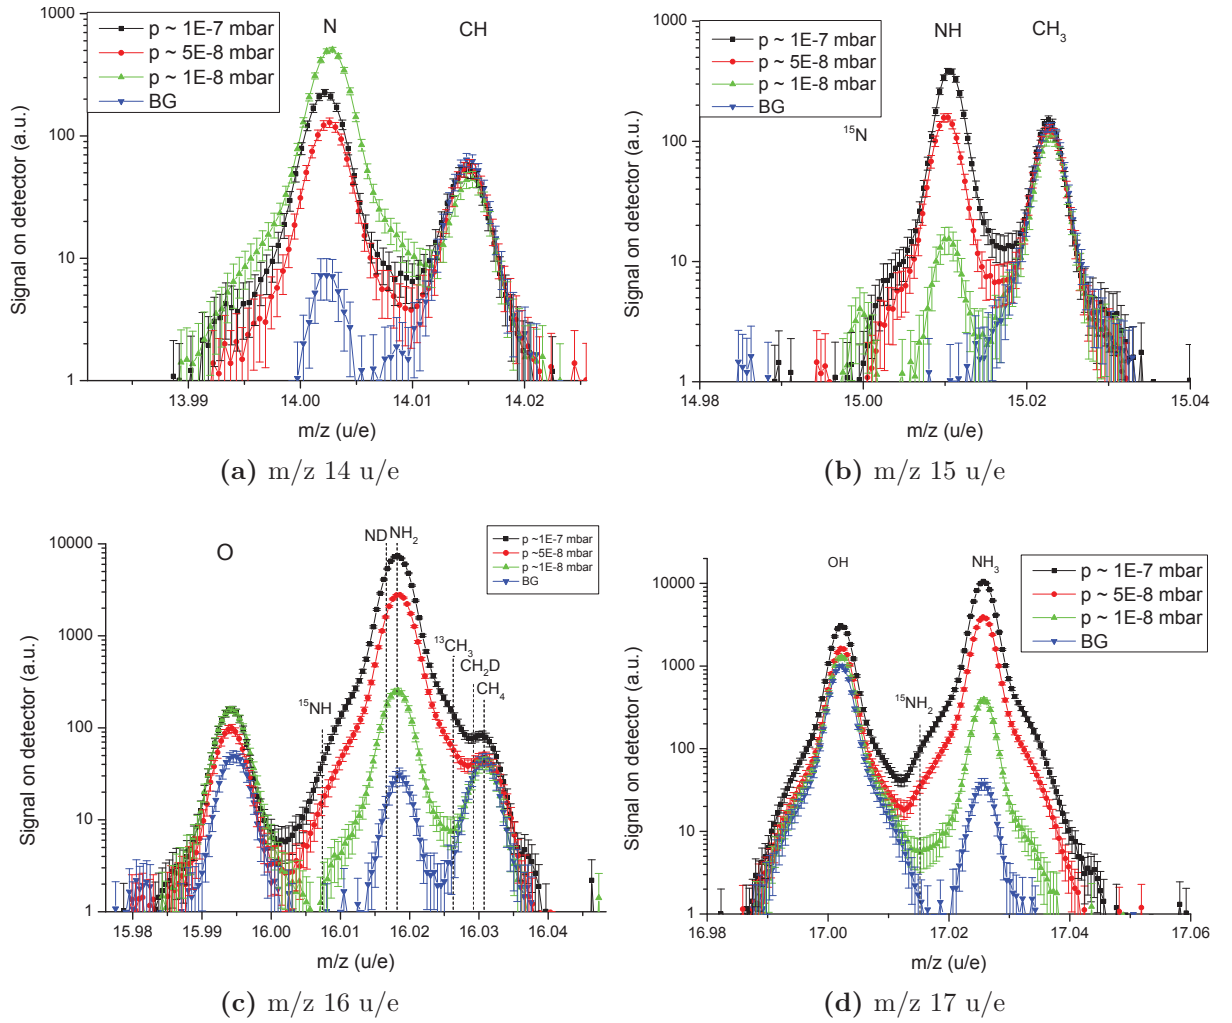 1000
100
10
1
Signal on detector (a.u.)
p ~ 1E-7 mbar
p ~ 5E-8 mbar
p ~ 1E-8 mbar
BG
N
CH
13.99
14.00
14.01
14.02
m/z (u/e)
(a) m/z 14 u/e
1000
100
10
1
Signal on detector (a.u.)
p ~ 1E-7 mbar
p ~ 5E-8 mbar
p ~ 1E-8 mbar
BG
¹⁵N
NH
CH₃
14.98
15.00
15.02
15.04
m/z (u/e)
(b) m/z 15 u/e
10000
1000
100
10
1
Signal on detector (a.u.)
O
ND
NH₂
p ~1E-7 mbar
p ~5E-8 mbar
p ~1E-8 mbar
BG
¹⁵NH
¹³CH₃
CH₂D
CH₄
15.98
15.99
16.00
16.01
16.02
16.03
16.04
m/z (u/e)
(c) m/z 16 u/e
10000
1000
100
10
1
Signal on detector (a.u.)
OH
NH₃
p ~ 1E-7 mbar
p ~ 5E-8 mbar
p ~ 1E-8 mbar
BG
¹⁵NH₂
16.98
17.00
17.02
17.04
17.06
m/z (u/e)
(d) m/z 17 u/e